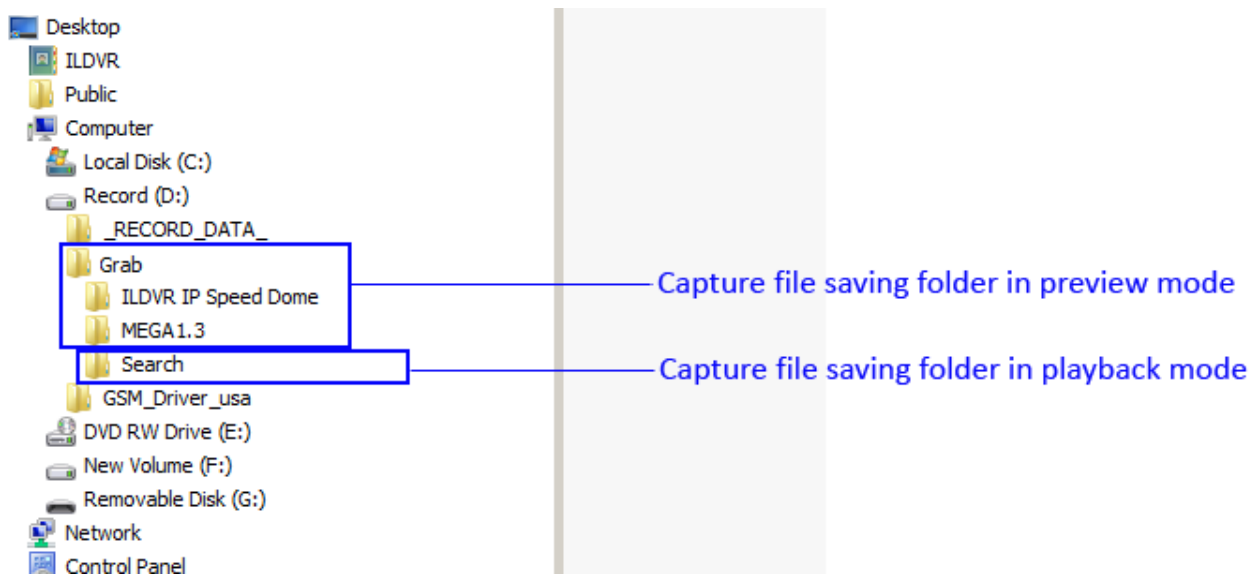 Desktop
ILDVR
Public
Computer
Local Disk (C:)
Record (D:)
_RECORD_DATA_
Grab
ILDVR IP Speed Dome
Capture file saving folder in preview mode
MEGA1.3
Search
Capture file saving folder in playback mode
GSM_Driver_usa
DVD RW Drive (E:)
New Volume (F:)
Removable Disk (G:)
Network
Control Panel